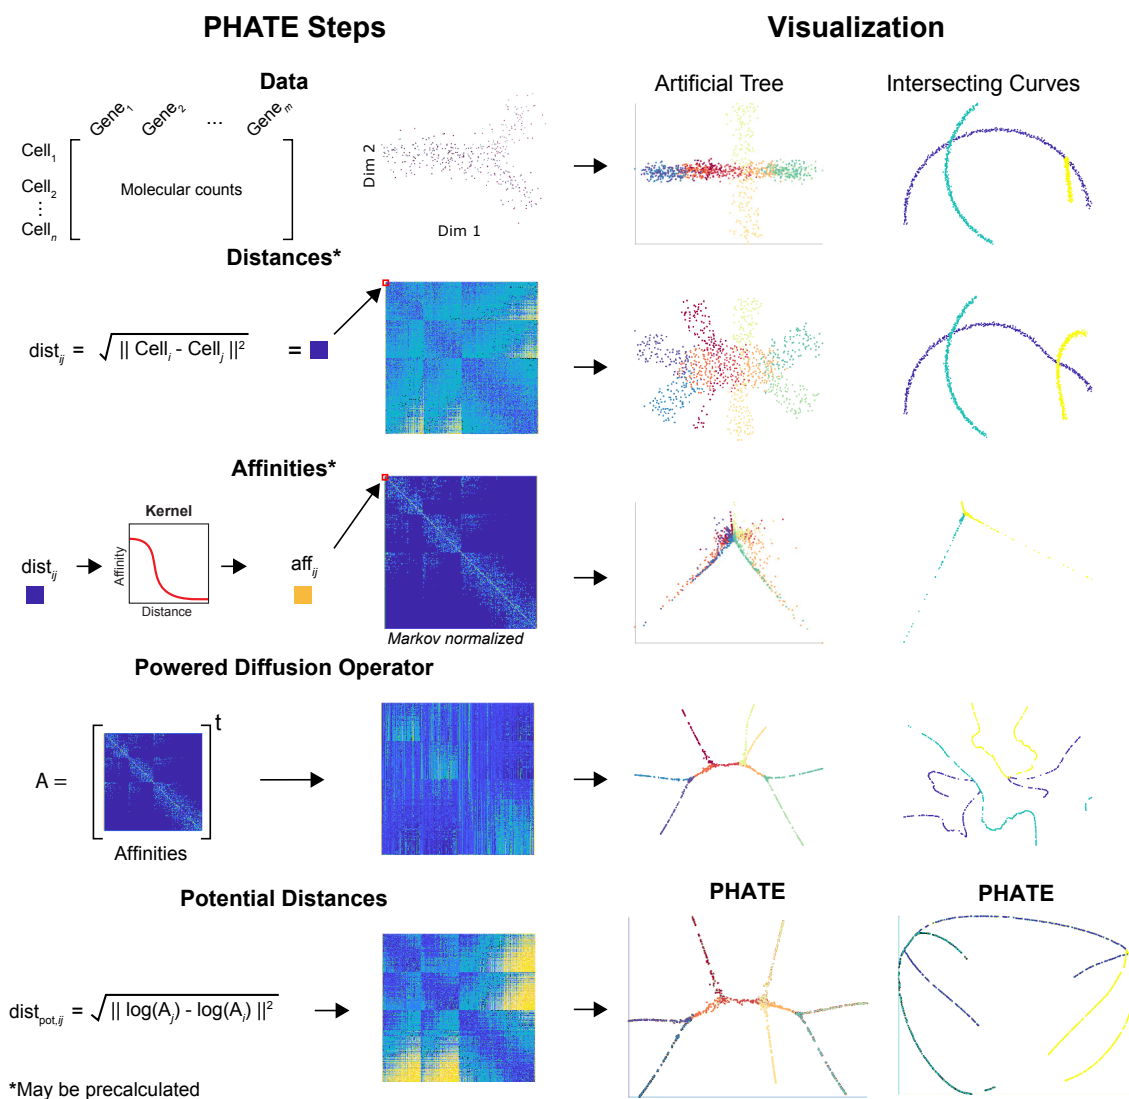 PHATE Steps
Visualization
Data
Artificial Tree
Intersecting Curves
Gene1 Gene2 ... Genem
Cell1
Cell2
⋮
Celln
Molecular counts
Dim 2
Dim 1
Distances*
distij = √|| Celli - Cellj ||2 =
Affinities*
Kernel
Affinity
Distance
distij
affij
Markov normalized
Powered Diffusion Operator
A =
t
Affinities
Potential Distances
PHATE
PHATE
distpot,ij = √|| log(Aj) - log(Ai) ||2
*May be precalculated